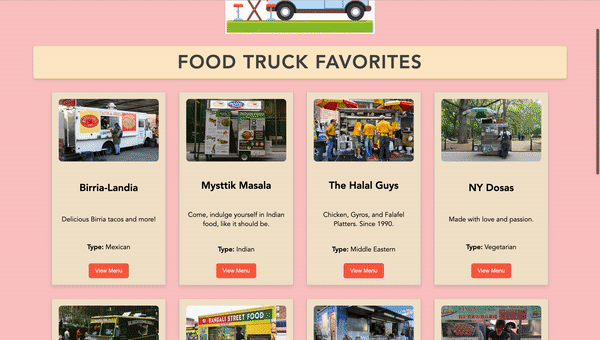 FOOD TRUCK FAVORITES
Birria-Landia
Delicious Birria tacos and more!
Type: Mexican
View Menu
Mysttik Masala
Come, indulge yourself in Indian
food, like it should be.
Type: Indian
View Menu
The Halal Guys
Chicken, Gyros, and Falafel
Platters. Since 1990.
Type: Middle Eastern
View Menu
NY Dosas
Made with love and passion.
Type: Vegetarian
View Menu
BANGALI STREET FOOD